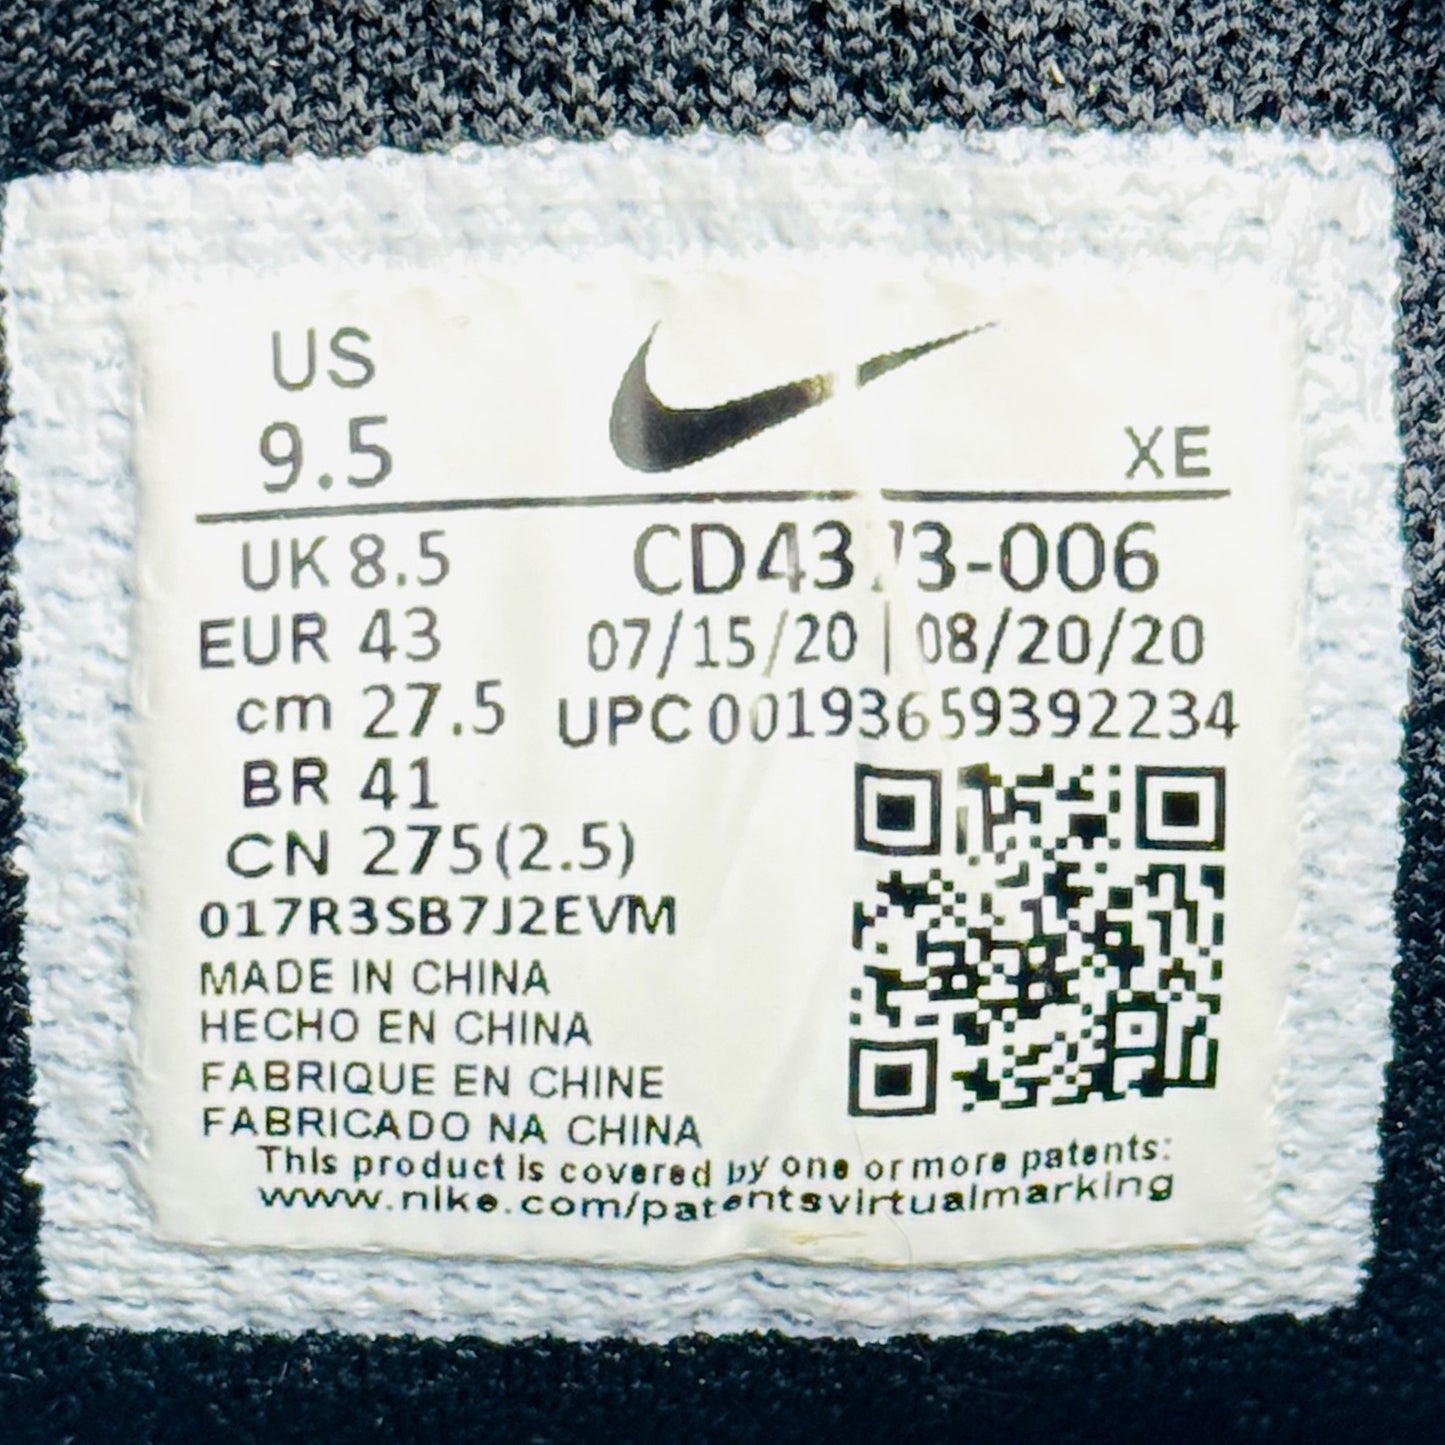 US
9.5
XE
UK 8.5
EUR 43
cm 27.5
BR 41
CN 275(2.5)
CD4373-006
07/15/20 | 08/20/20
UPC 00193659392234
017R3SB7J2EVM
MADE IN CHINA
HECHO EN CHINA
FABRIQUE EN CHINE
FABRICADO NA CHINA
This product is covered by one or more patents:
www.nike.com/patentsvirtualmarking